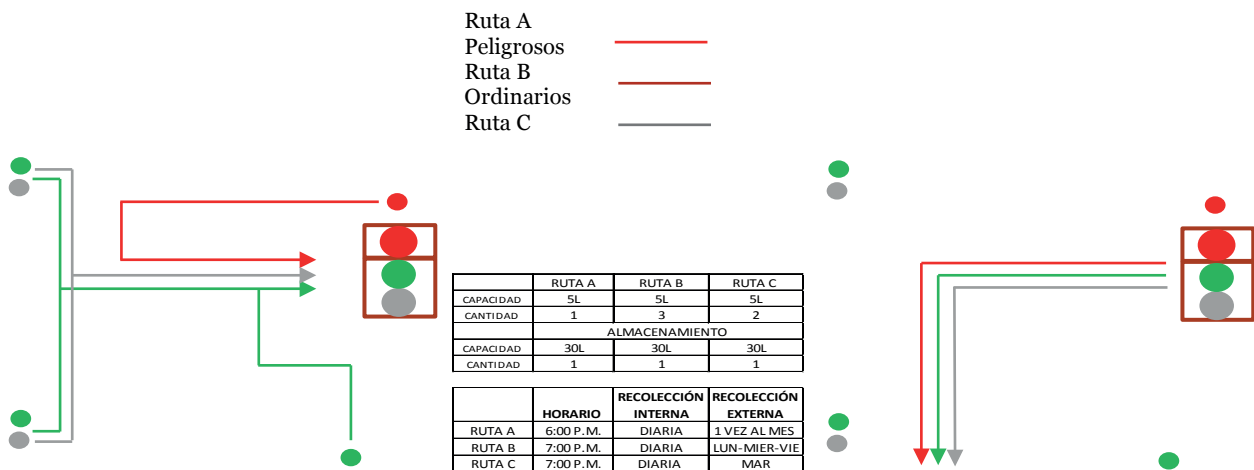 Ruta A
Peligrosos
Ruta B
Ordinarios
Ruta C
RUTA A RUTA B RUTA C
CAPACIDAD 5L 5L 5L
CANTIDAD 1 3 2
ALMACENAMIENTO
CAPACIDAD 30L 30L 30L
CANTIDAD 1 1 1
HORARIO RECOLECCIÓN INTERNA RECOLECCIÓN EXTERNA
RUTA A 6:00 P.M. DIARIA 1 VEZ AL MES
RUTA B 7:00 P.M. DIARIA LUN-MIER-VIE
RUTA C 7:00 P.M. DIARIA MAR